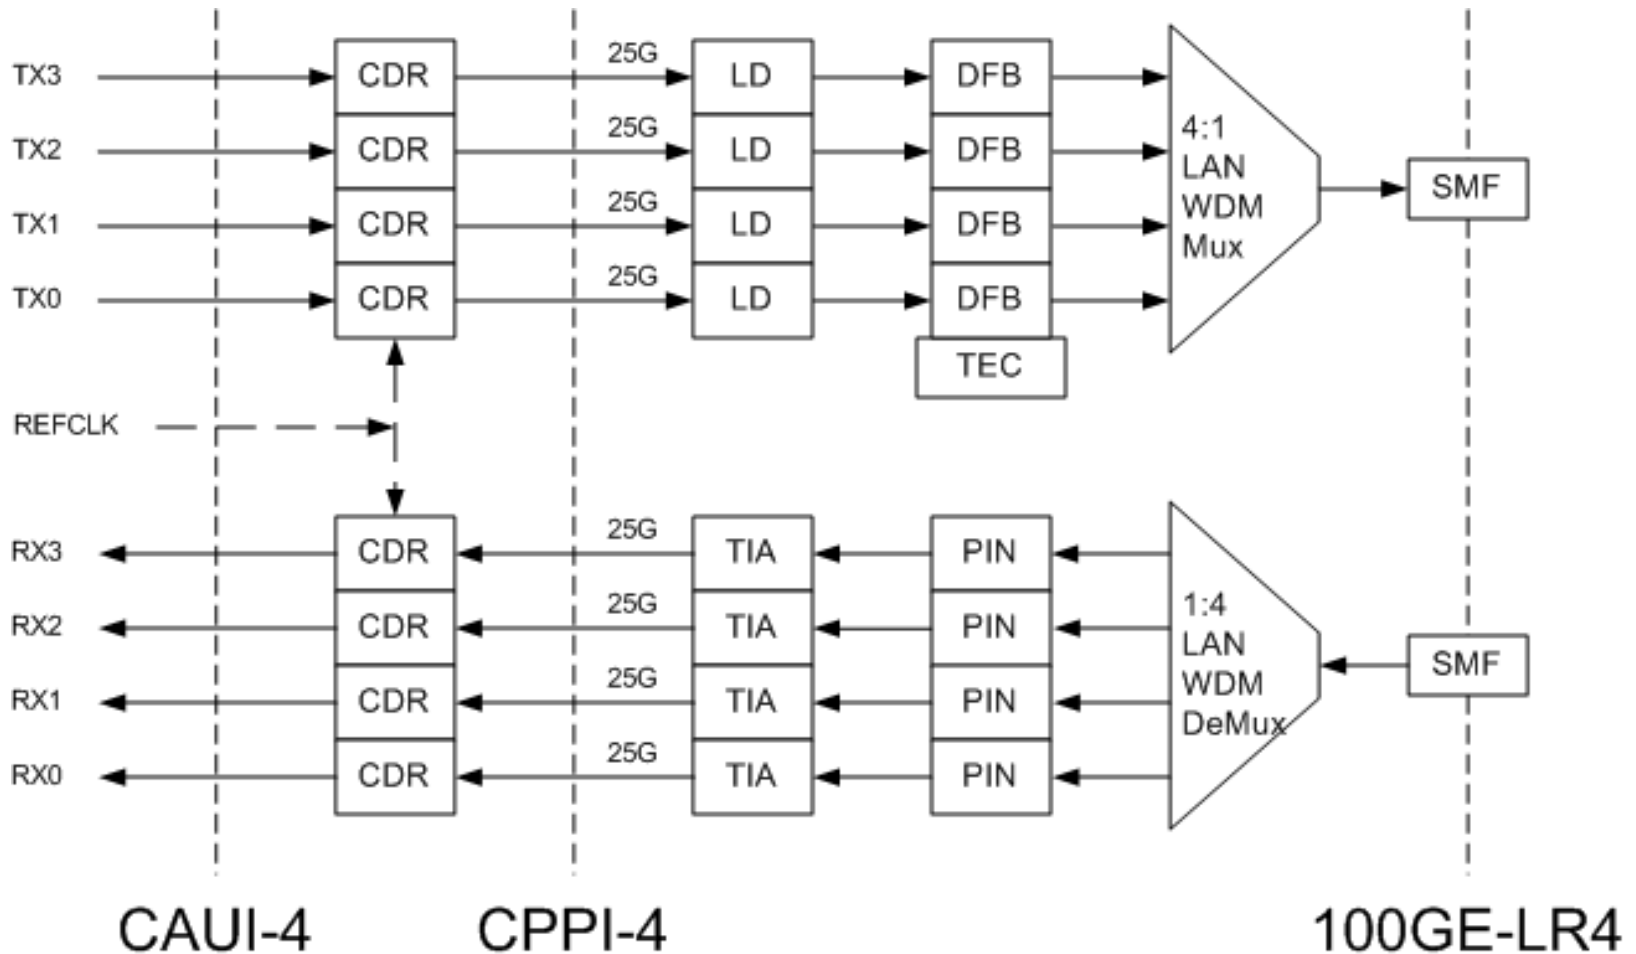 TX3 CDR 25G LD DFB
TX2 CDR 25G LD DFB
TX1 CDR 25G LD DFB
TX0 CDR 25G LD DFB
4:1
LAN
WDM
Mux
SMF
TEC
REFCLK
RX3 CDR 25G TIA PIN
RX2 CDR 25G TIA PIN
RX1 CDR 25G TIA PIN
RX0 CDR 25G TIA PIN
1:4
LAN
WDM
DeMux
SMF
CAUI-4 CPPI-4 100GE-LR4